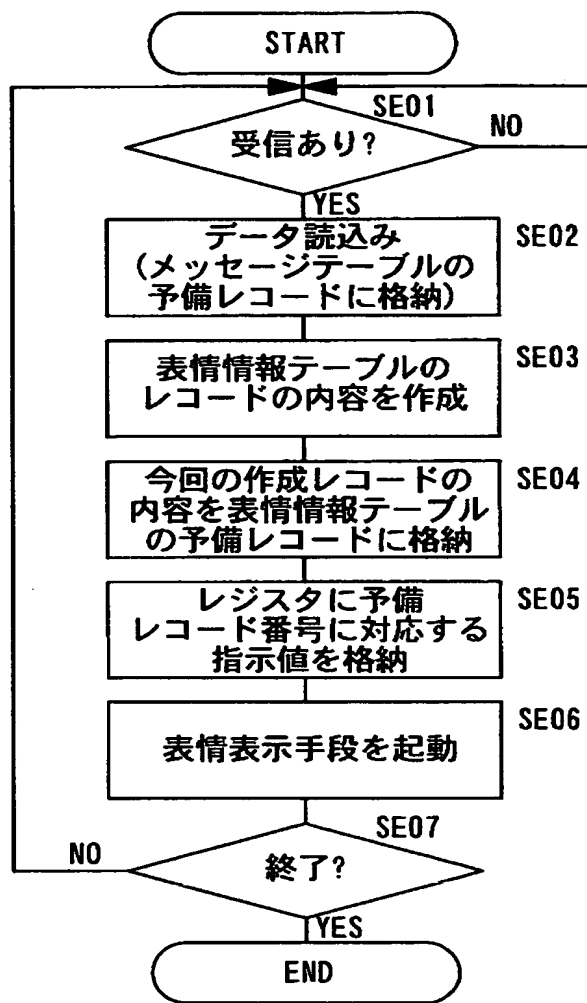 START
SE01
受信あり?
NO
YES
データ読込み
(メッセージテーブルの
予備レコードに格納)
SE02
表情情報テーブルの
レコードの内容を作成
SE03
今回の作成レコードの
内容を表情情報テーブル
の予備レコードに格納
SE04
レジスタに予備
レコード番号に対応する
指示値を格納
SE05
表情表示手段を起動
SE06
SE07
NO
終了?
YES
END